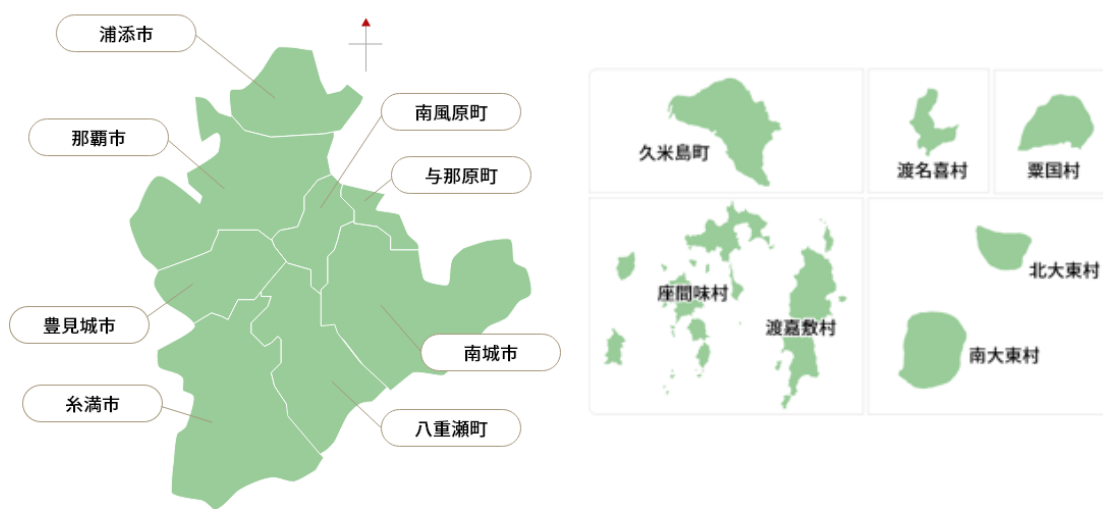 浦添市
那覇市
南風原町
与那原町
豊見城市
南城市
糸満市
八重瀬町
久米島町
渡名喜村
粟国村
座間味村
渡嘉敷村
北大東村
南大東村